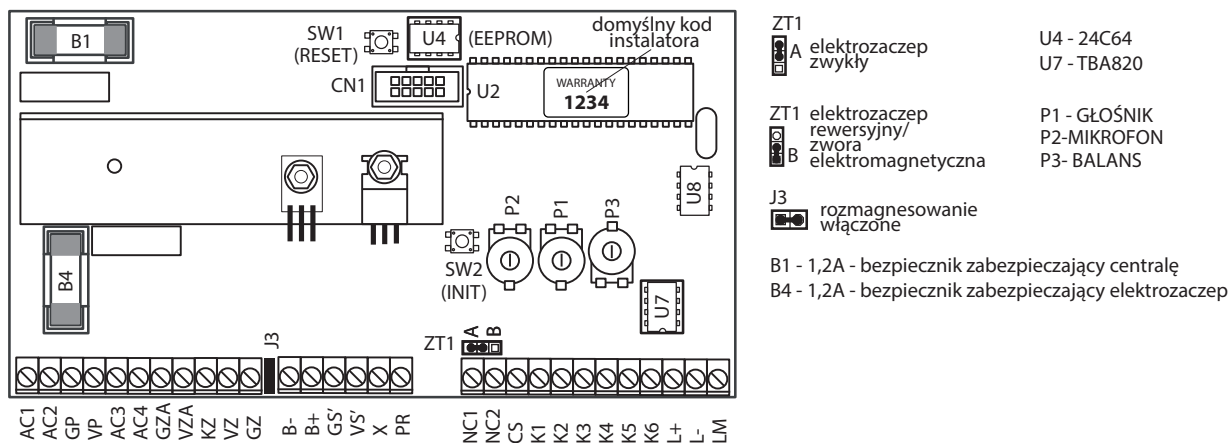 B1
SW1
(RESET)
U4
(EEPROM)
domyślny kod
instalatora
CN1
U2
WARRANTY
1234
U8
P2
P1
P3
SW2
(INIT)
U7
B4
J3
ZT1
A
B
AC1
AC2
GP
VP
AC3
AC4
GZA
VZA
KZ
VZ
GZ
B-
B+
GS'
VS'
X
PR
NC1
NC2
CS
K1
K2
K3
K4
K5
K6
L+
L-
LM
ZT1
A elektrozaczep
zwykły
ZT1 elektrozaczep
rewersyjny/
zwora
B elektromagnetyczna
J3
rozmagnesowanie
włączone
U4 - 24C64
U7 - TBA820
P1 - GŁOŚNIK
P2-MIKROFON
P3- BALANS
B1 - 1,2A - bezpiecznik zabezpieczający centralę
B4 - 1,2A - bezpiecznik zabezpieczający elektrozaczep